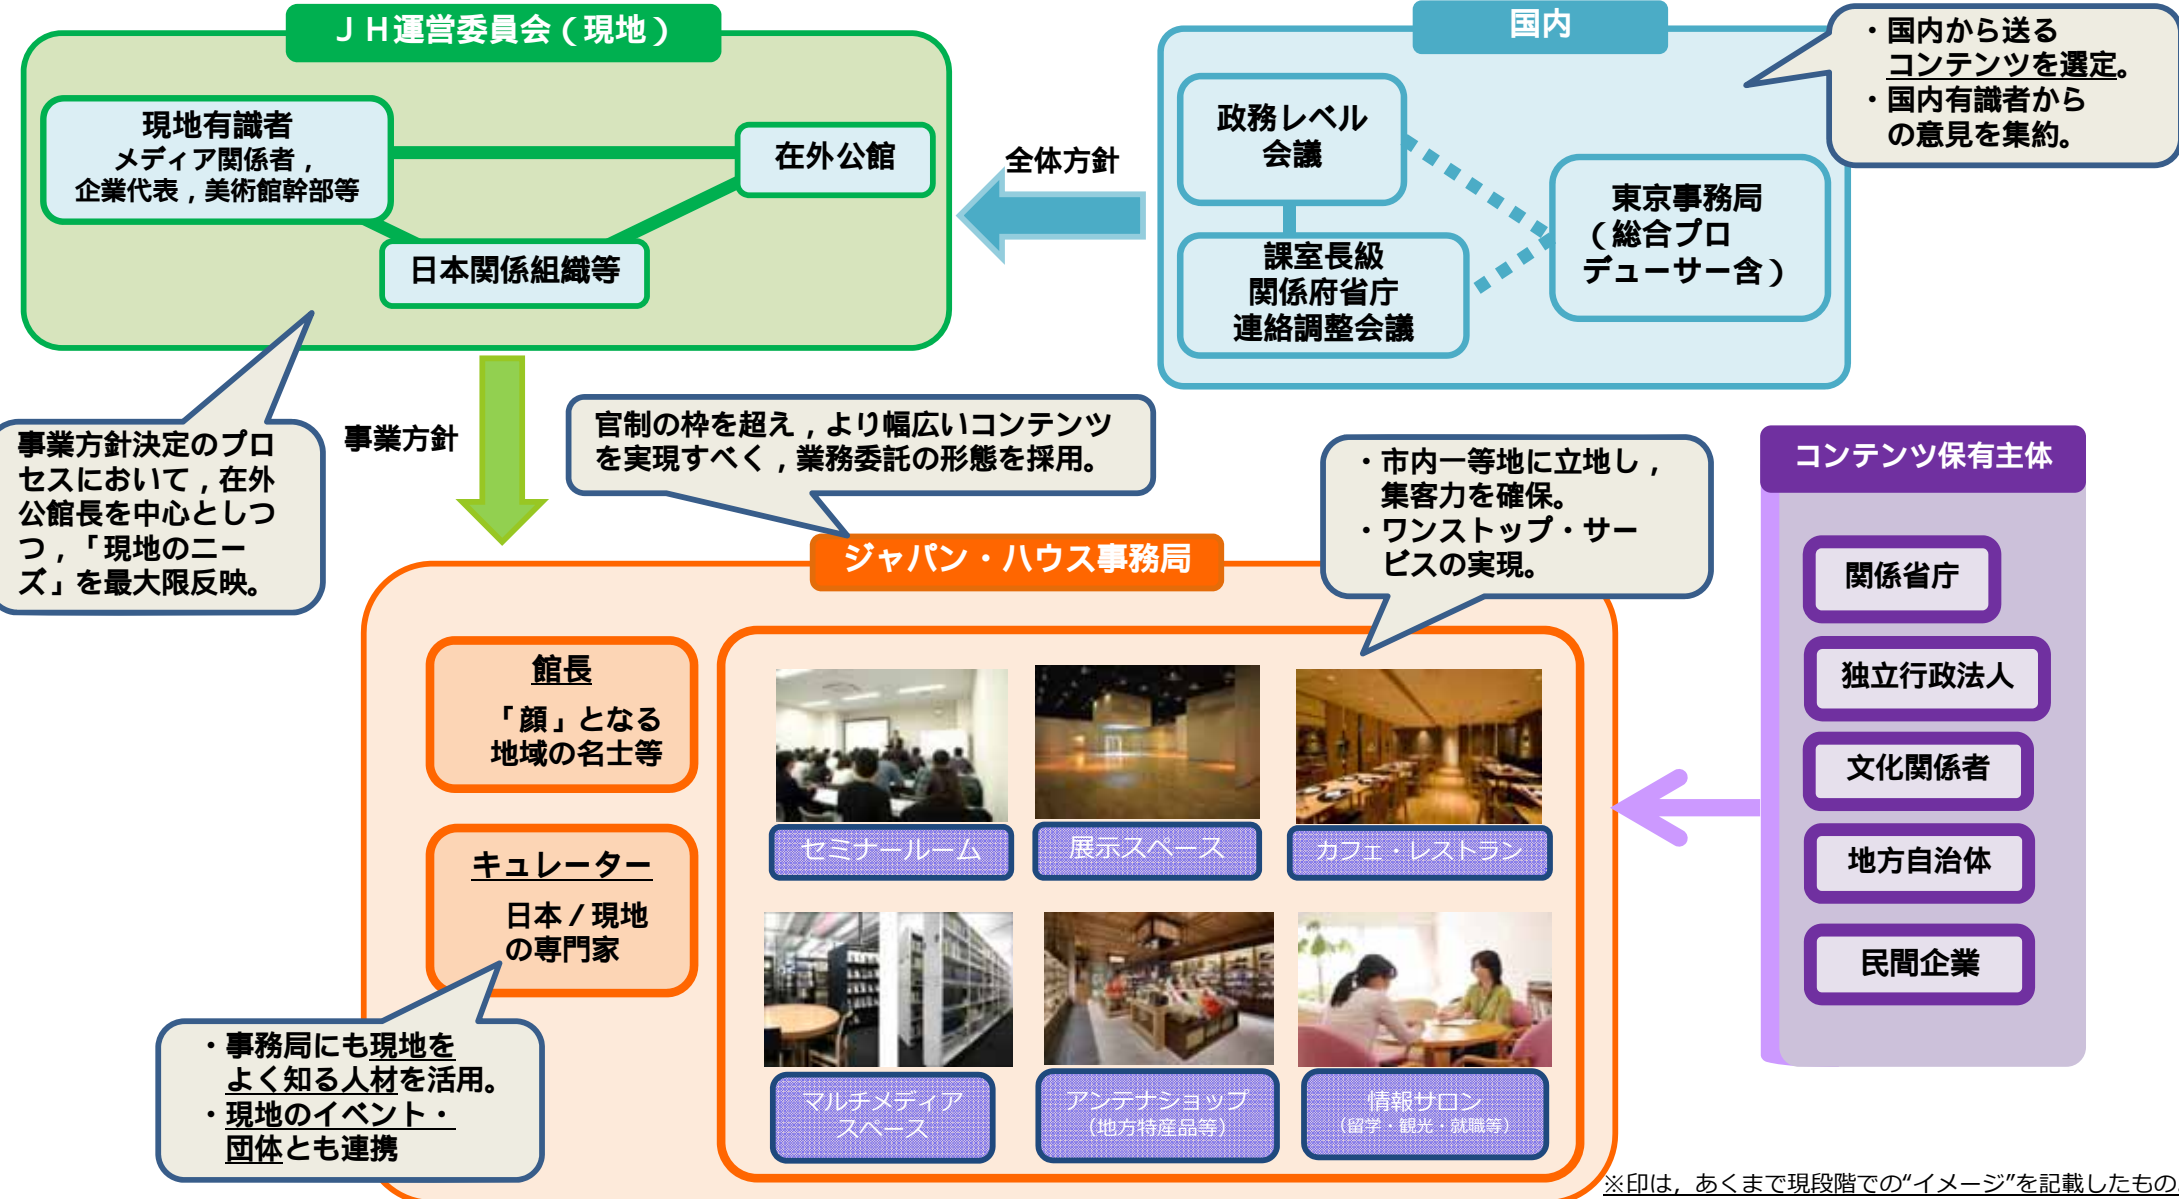 ＪＨ運営委員会（現地）
現地有識者
メディア関係者，
企業代表，美術館幹部等
在外公館
日本関係組織等
全体方針
国内
政務レベル
会議
課室長級
関係府省庁
連絡調整会議
東京事務局
（総合プロ
デューサー含）
・国内から送る
コンテンツを選定。
・国内有識者から
の意見を集約。
事業方針決定のプロ
セスにおいて，在外
公館長を中心としつ
つ，「現地のニー
ズ」を最大限反映。
事業方針
官制の枠を超え，より幅広いコンテンツ
を実現すべく，業務委託の形態を採用。
・市内一等地に立地し，
集客力を確保。
・ワンストップ・サー
ビスの実現。
ジャパン・ハウス事務局
館長
「顔」となる
地域の名士等
キュレーター
日本／現地
の専門家
・事務局にも現地を
よく知る人材を活用。
・現地のイベント・
団体とも連携
セミナールーム
展示スペース
カフェ・レストラン
マルチメディア
スペース
アンテナショップ
（地方特産品等）
情報サロン
（留学・観光・就職等）
コンテンツ保有主体
関係省庁
独立行政法人
文化関係者
地方自治体
民間企業
※印は，あくまで現段階での“イメージ”を記載したもの